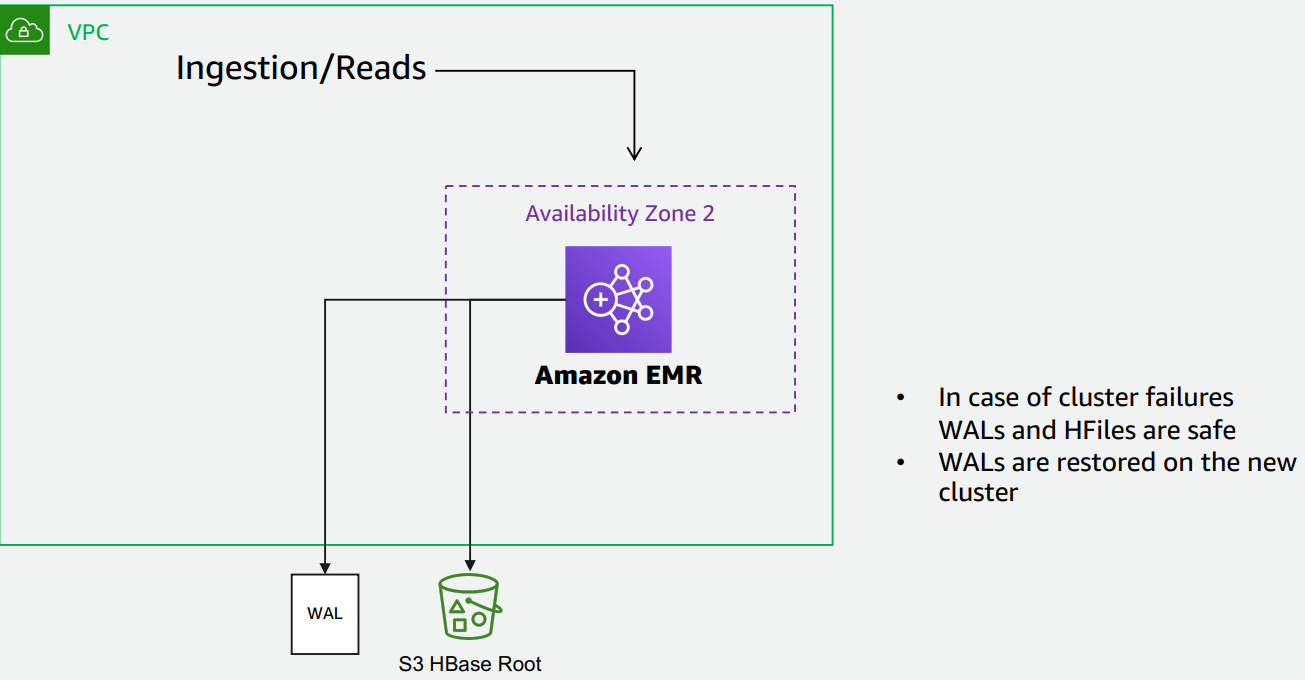 VPC
Ingestion/Reads
Availability Zone 2
Amazon EMR
• In case of cluster failures
WALs and HFiles are safe
• WALs are restored on the new
cluster
WAL
S3 HBase Root